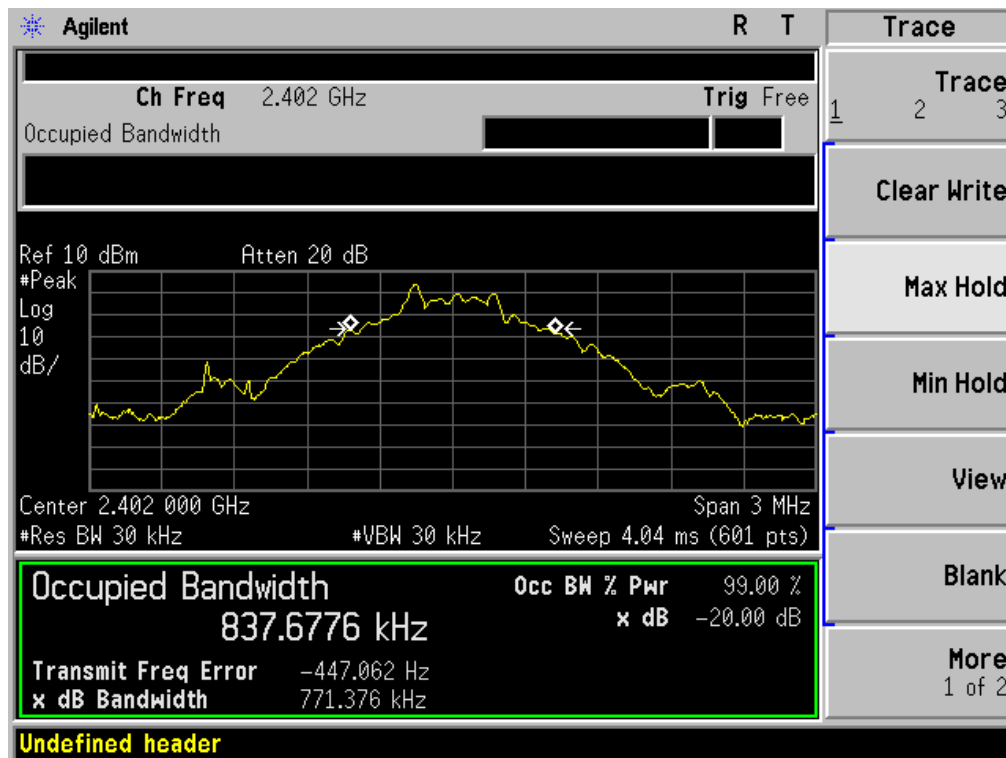 Agilent R T
Ch Freq 2.402 GHz Trig Free
Occupied Bandwidth
Ref 10 dBm Atten 20 dB
#Peak
Log
10
dB/
Center 2.402 000 GHz Span 3 MHz
#Res BW 30 kHz #VBW 30 kHz Sweep 4.04 ms (601 pts)
Occupied Bandwidth
837.6776 kHz
Occ BW % Pwr 99.00 %
x dB -20.00 dB
Transmit Freq Error -447.062 Hz
x dB Bandwidth 771.376 kHz
Undefined header
Trace
Trace
1 2 3
Clear Write
Max Hold
Min Hold
View
Blank
More
1 of 2